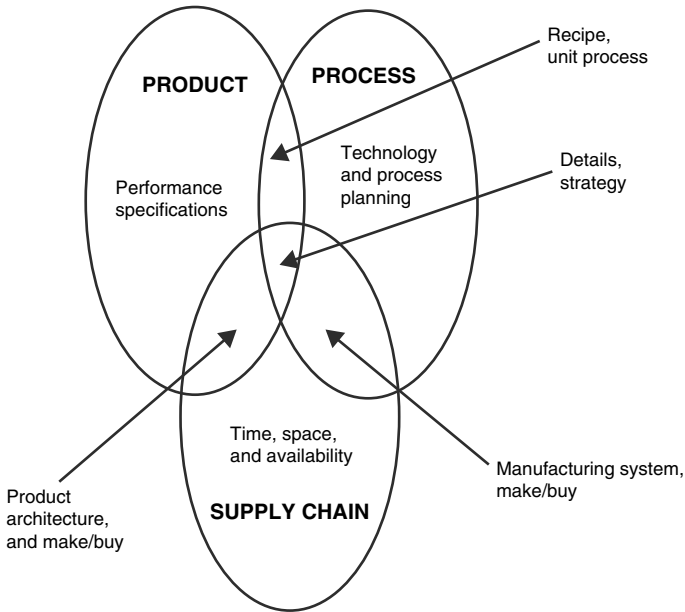 Recipe,
unit process
PRODUCT
PROCESS
Technology
and process
planning
Details,
strategy
Performance
specifications
Time, space,
and availability
Manufacturing system,
make/buy
Product
architecture,
and make/buy
SUPPLY CHAIN